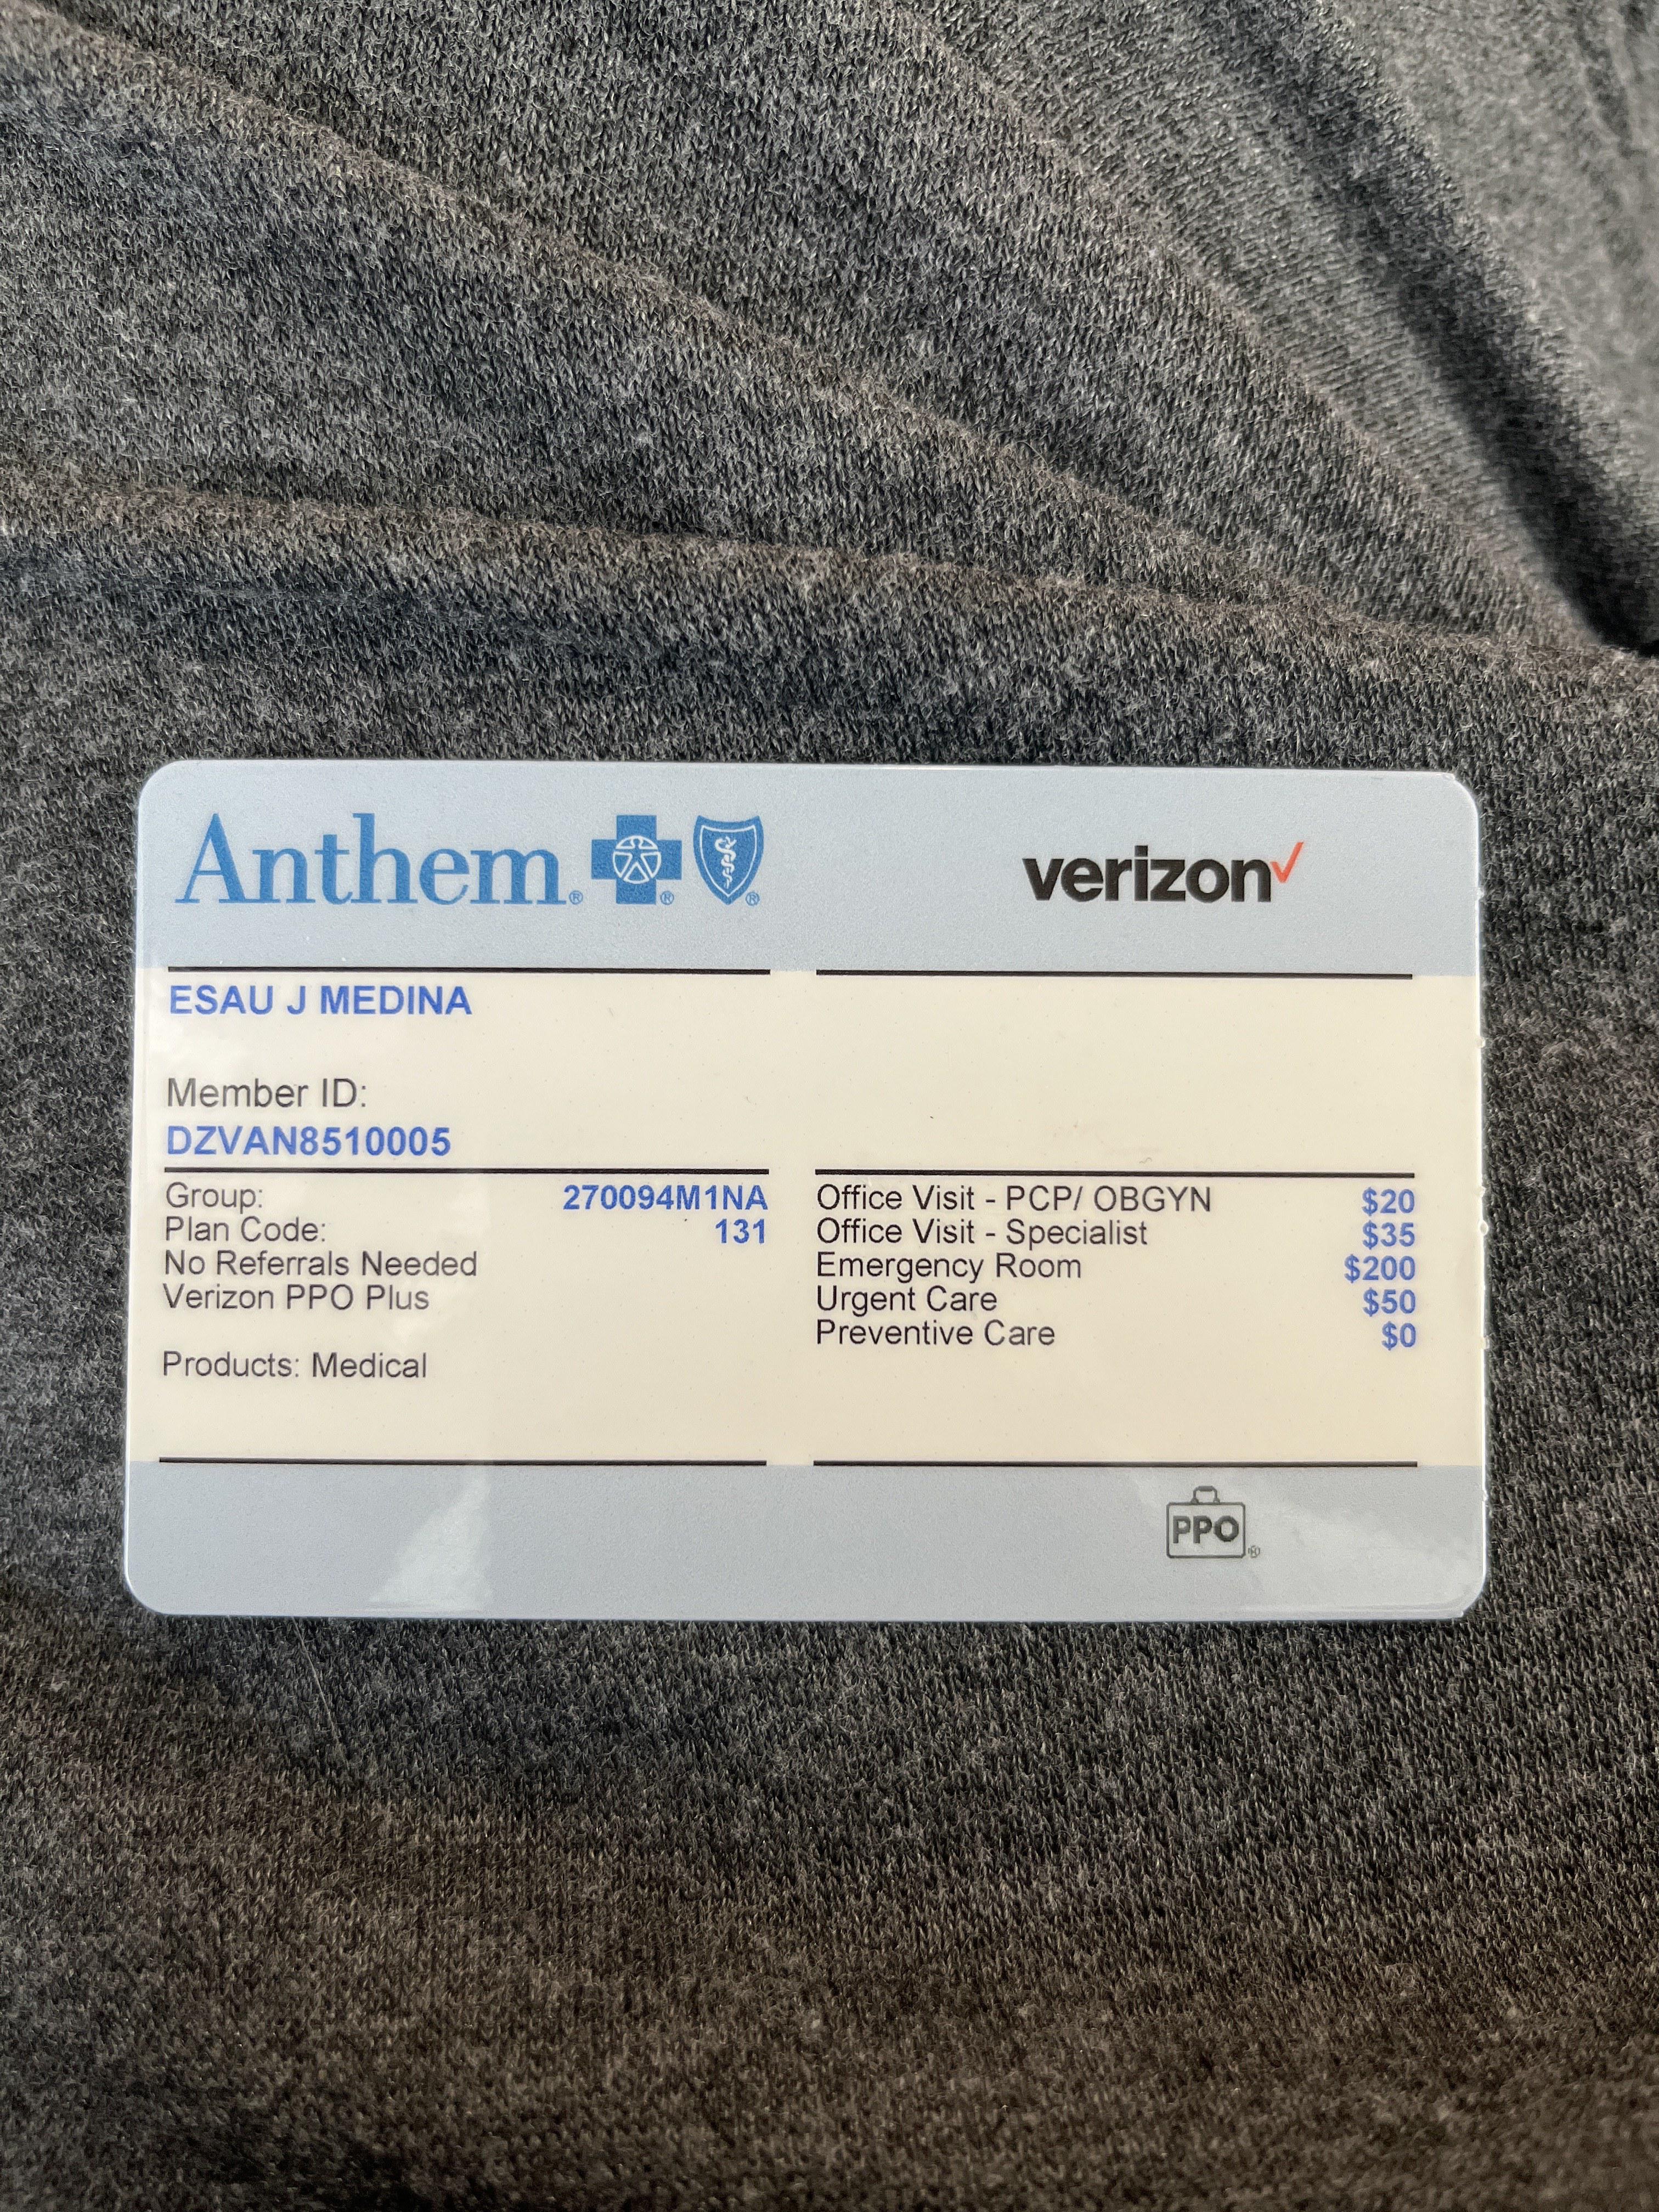 Anthem
verizon
ESAU J MEDINA
Member ID:
DZVAN8510005
Group: 270094M1NA
Plan Code: 131
No Referrals Needed
Verizon PPO Plus
Products: Medical
Office Visit - PCP/ OBGYN $20
Office Visit - Specialist $35
Emergency Room $200
Urgent Care $50
Preventive Care $0
PPO